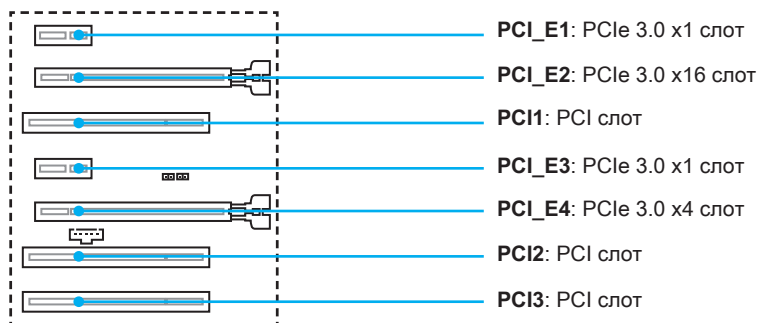 PCI_E1: PCIe 3.0 x1 слот
PCI_E2: PCIe 3.0 x16 слот
PCI1: PCI слот
PCI_E3: PCIe 3.0 x1 слот
PCI_E4: PCIe 3.0 x4 слот
PCI2: PCI слот
PCI3: PCI слот